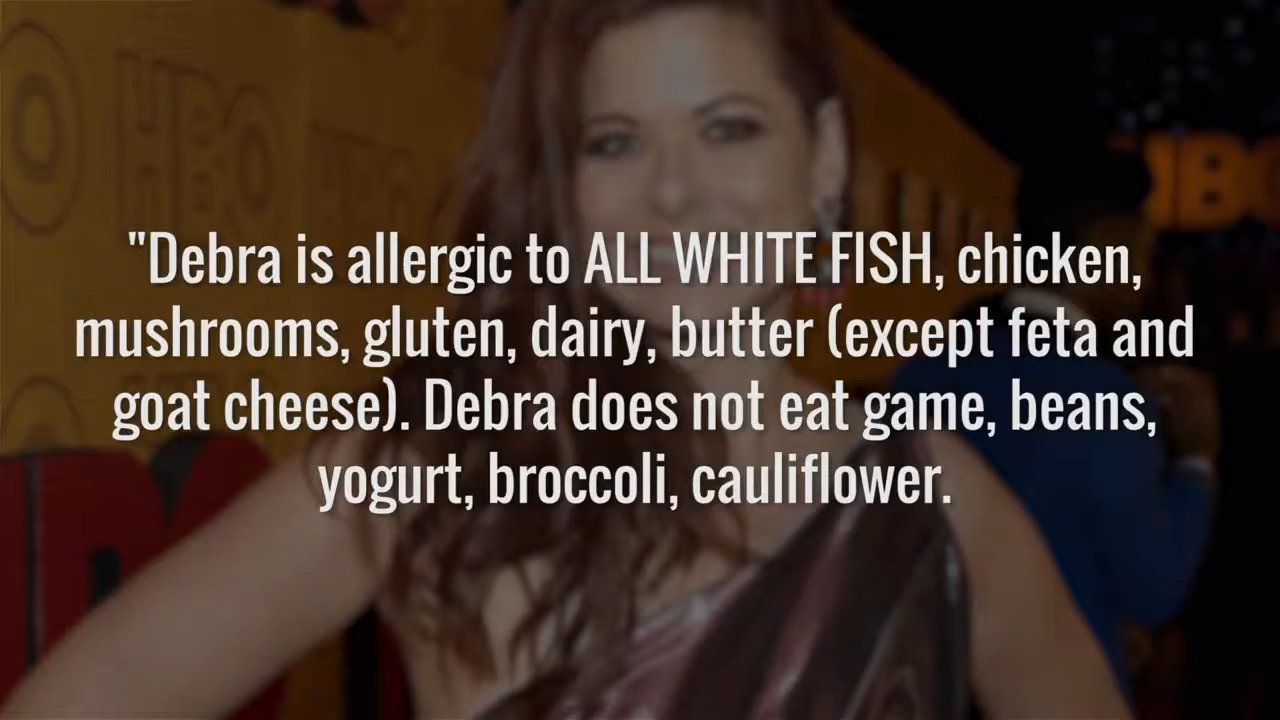 HBO
"Debra is allergic to ALL WHITE FISH, chicken,
mushrooms, gluten, dairy, butter (except feta and
goat cheese). Debra does not eat game, beans,
yogurt, broccoli, cauliflower.